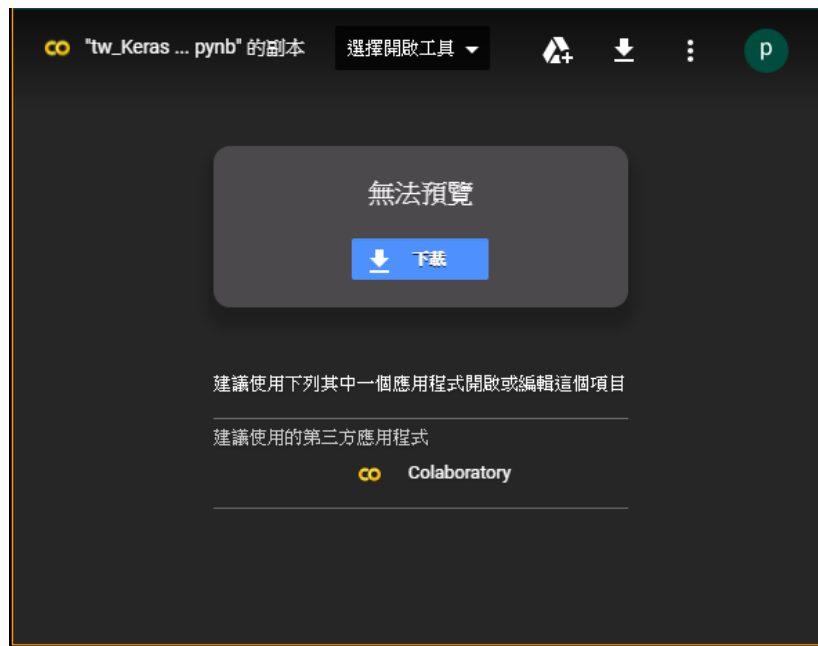 co "tw_Keras ... pynb" 的副本 選擇開啟工具 p
無法預覽
下載
建議使用下列其中一個應用程式開啟或編輯這個項目
建議使用的第三方應用程式
co Colaboratory